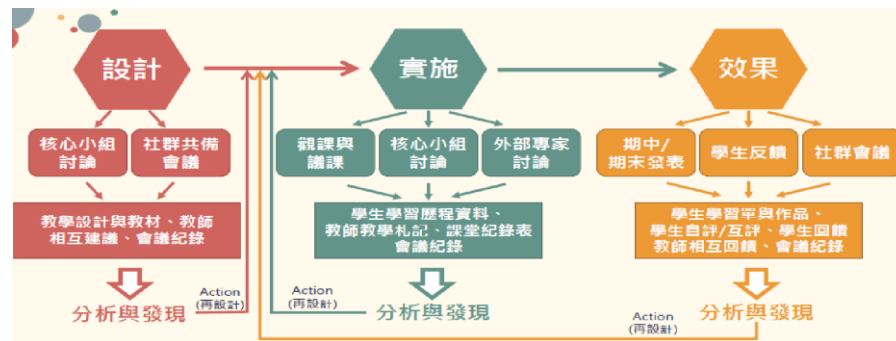 設計
實施
效果
核心小組
討論
社群共備
會議
觀課與
議課
核心小組
討論
外部專家
討論
期中/
期末發表
學生反饋
社群會議
教學設計與教材、教師
相互建議、會議紀錄
學生學習歷程資料、
教師教學札記、課堂紀錄表
會議紀錄
學生學習單與作品、
學生自評/互評、學生回饋
教師相互回饋、會議紀錄
分析與發現
Action
(再設計)
Action
(再設計)
分析與發現
Action
(再設計)
分析與發現